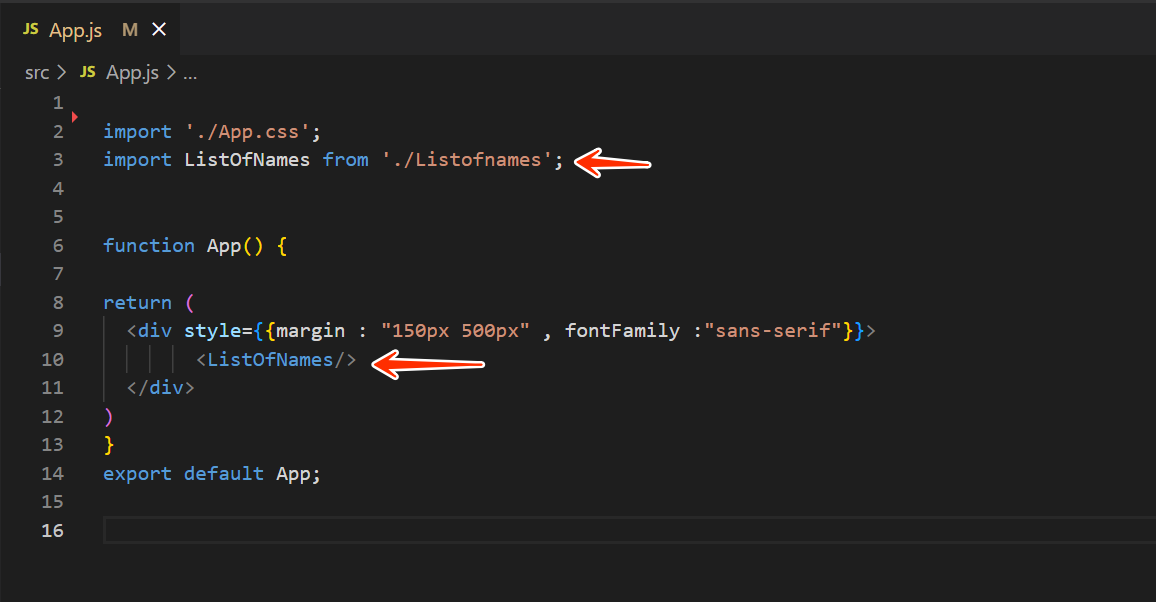 JS App.js M ×
src > JS App.js > ...
1
2 import './App.css';
3 import ListOfNames from './Listofnames';
4
5
6 function App() {
7
8 return (
9   <div style={{margin : "150px 500px" , fontFamily :"sans-serif"}}>
10         <ListOfNames/>
11   </div>
12 )
13 }
14 export default App;
15
16